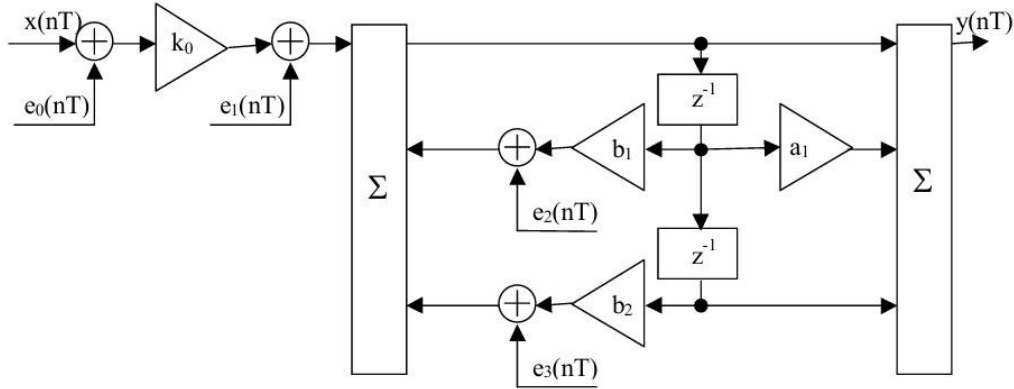 x(nT)
k₀
e₀(nT)
e₁(nT)
Σ
z⁻¹
b₁
a₁
e₂(nT)
z⁻¹
b₂
e₃(nT)
Σ
y(nT)